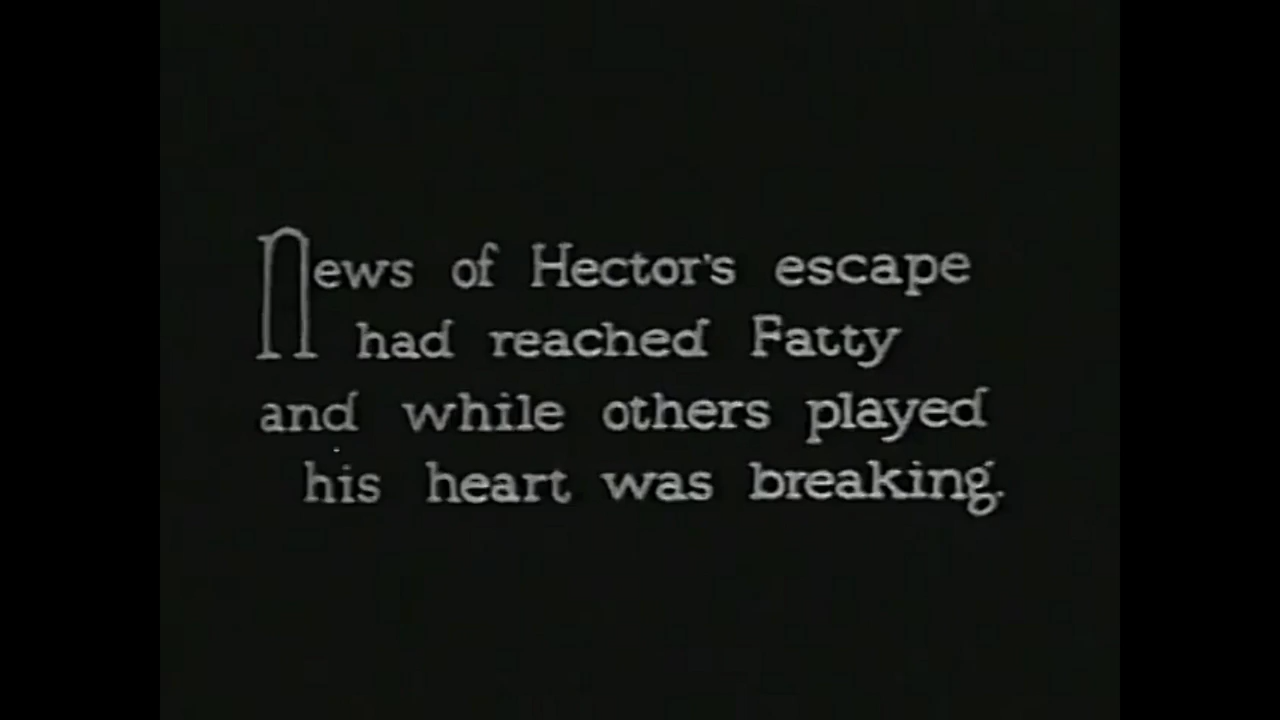 News of Hector's escape
had reached Fatty
and while others played
his heart was breaking.